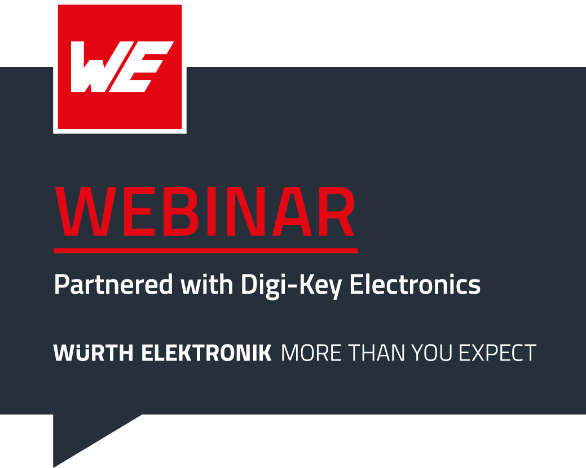 WE
WEBINAR
Partnered with Digi-Key Electronics
WÜRTH ELEKTRONIK MORE THAN YOU EXPECT